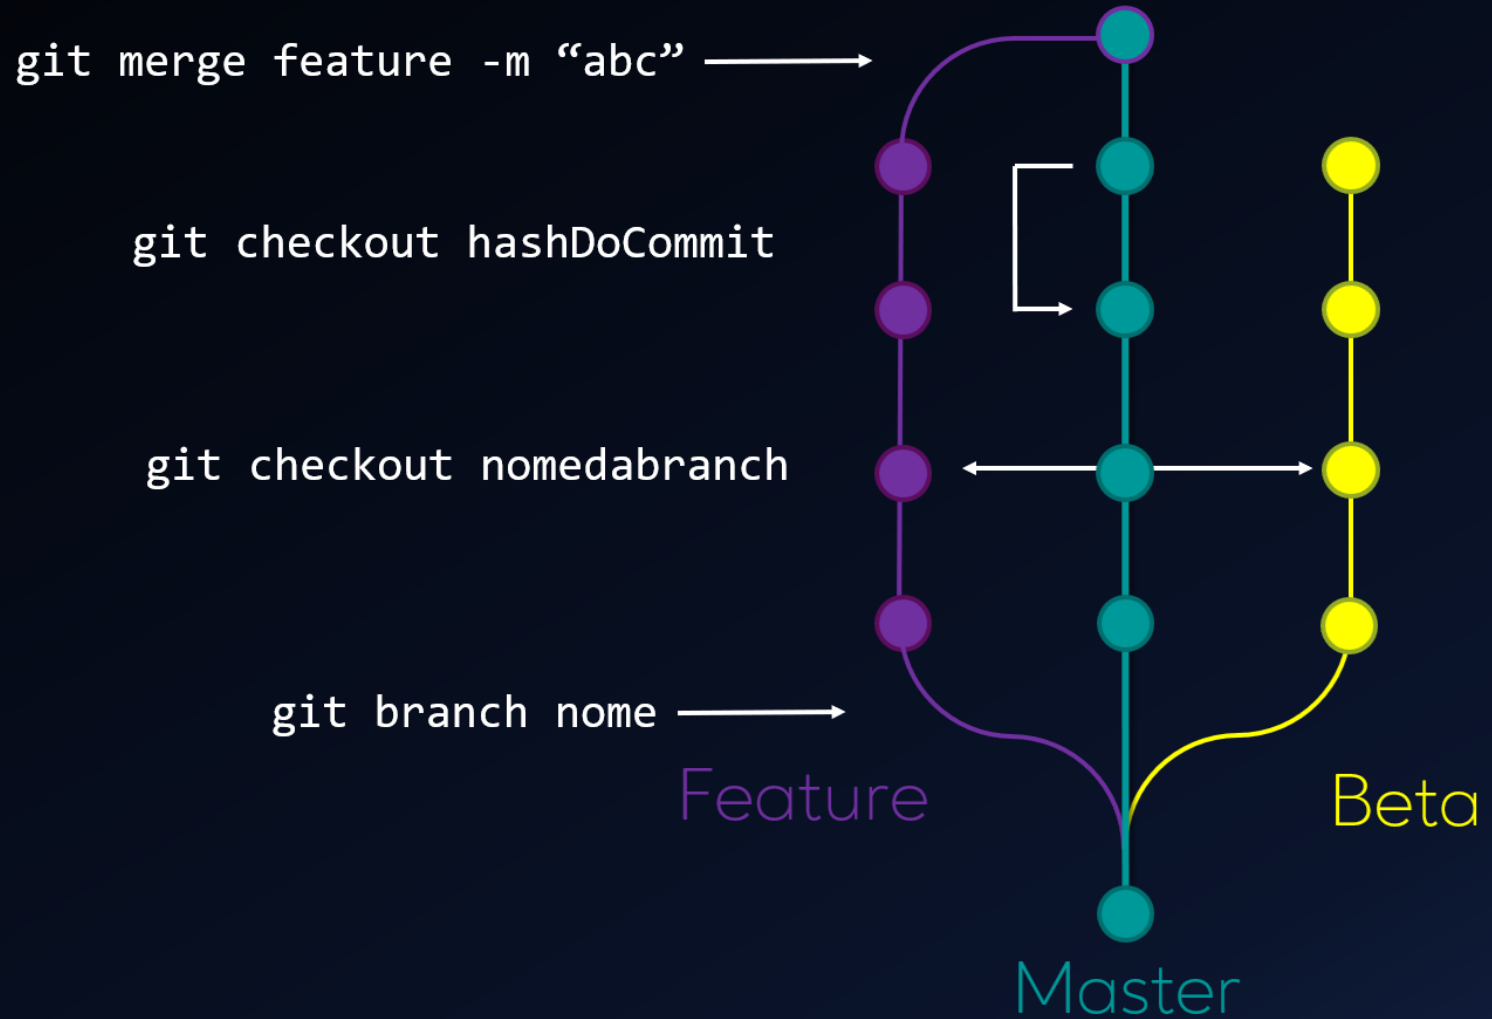 git merge feature -m “abc”
git checkout hashDoCommit
git checkout nomedabranch
git branch nome
Feature
Beta
Master